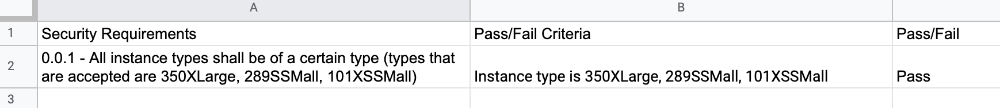 A B
1 Security Requirements Pass/Fail Criteria Pass/Fail
0.0.1 - All instance types shall be of a certain type (types that
2 are accepted are 350XLarge, 289SSMall, 101XSSMall) Instance type is 350XLarge, 289SSMall, 101XSSMall Pass
3